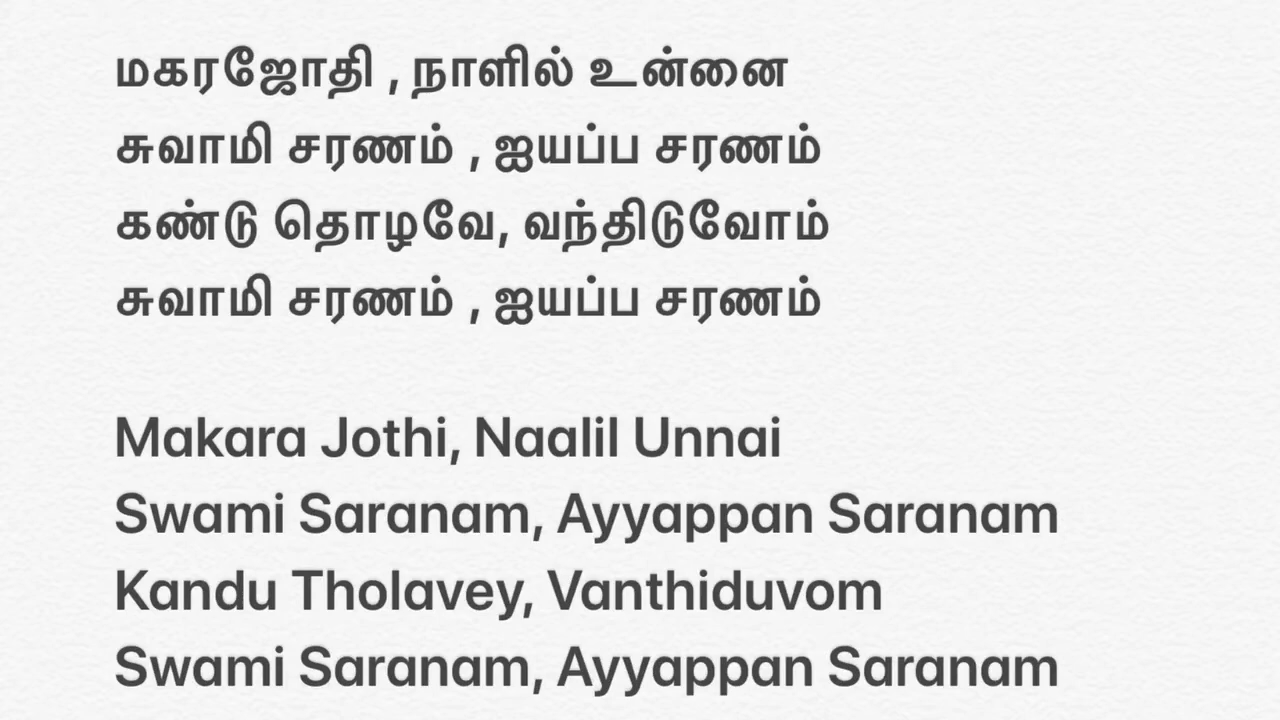 மகரஜோதி , நாளில் உன்னை
சுவாமி சரணம் , ஐயப்ப சரணம்
கண்டு தொழவே, வந்திடுவோம்
சுவாமி சரணம் , ஐயப்ப சரணம்
Makara Jothi, Naalil Unnai
Swami Saranam, Ayyappan Saranam
Kandu Tholavey, Vanthiduvom
Swami Saranam, Ayyappan Saranam